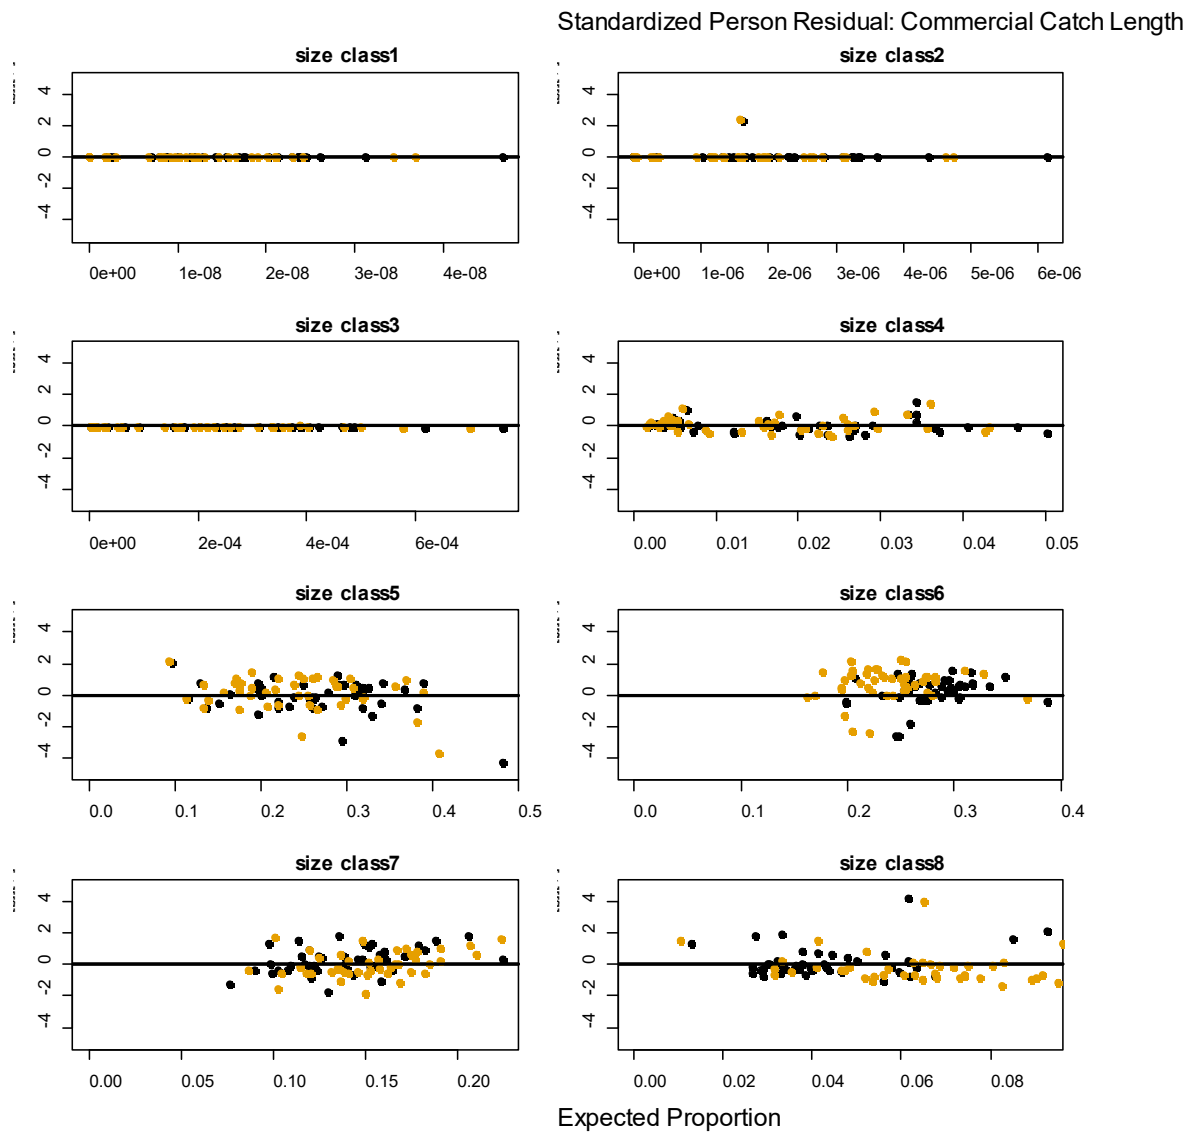 Standardized Person Residual: Commercial Catch Length
size class1
size class2
4
2
0
-2
-4
4
2
0
-2
-4
0e+00 1e-08 2e-08 3e-08 4e-08
0e+00 1e-06 2e-06 3e-06 4e-06 5e-06 6e-06
size class3
size class4
4
2
0
-2
-4
4
2
0
-2
-4
0e+00 2e-04 4e-04 6e-04
0.00 0.01 0.02 0.03 0.04 0.05
size class5
size class6
4
2
0
-2
-4
4
2
0
-2
-4
0.0 0.1 0.2 0.3 0.4 0.5
0.0 0.1 0.2 0.3 0.4
size class7
size class8
4
2
0
-2
-4
4
2
0
-2
-4
0.00 0.05 0.10 0.15 0.20
0.00 0.02 0.04 0.06 0.08
Expected Proportion